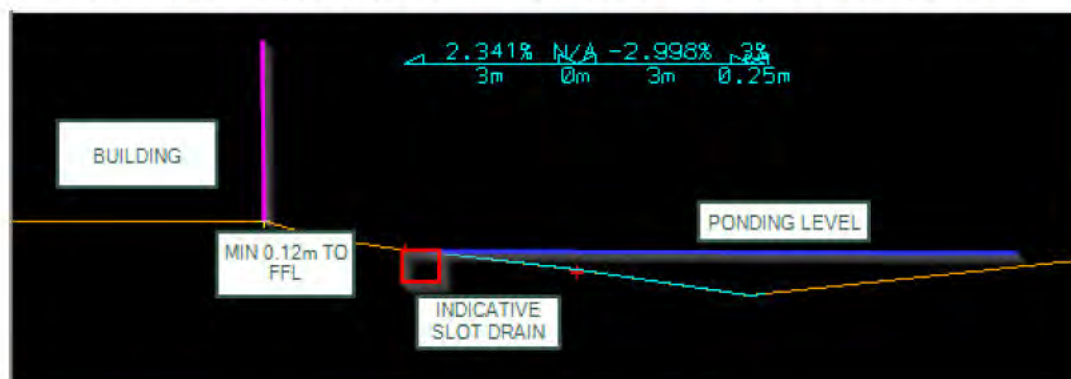 2.341% N/A -2.998% 3%
3m 0m 3m 0.25m
BUILDING
PONDING LEVEL
MIN 0.12m TO
FFL
INDICATIVE
SLOT DRAIN